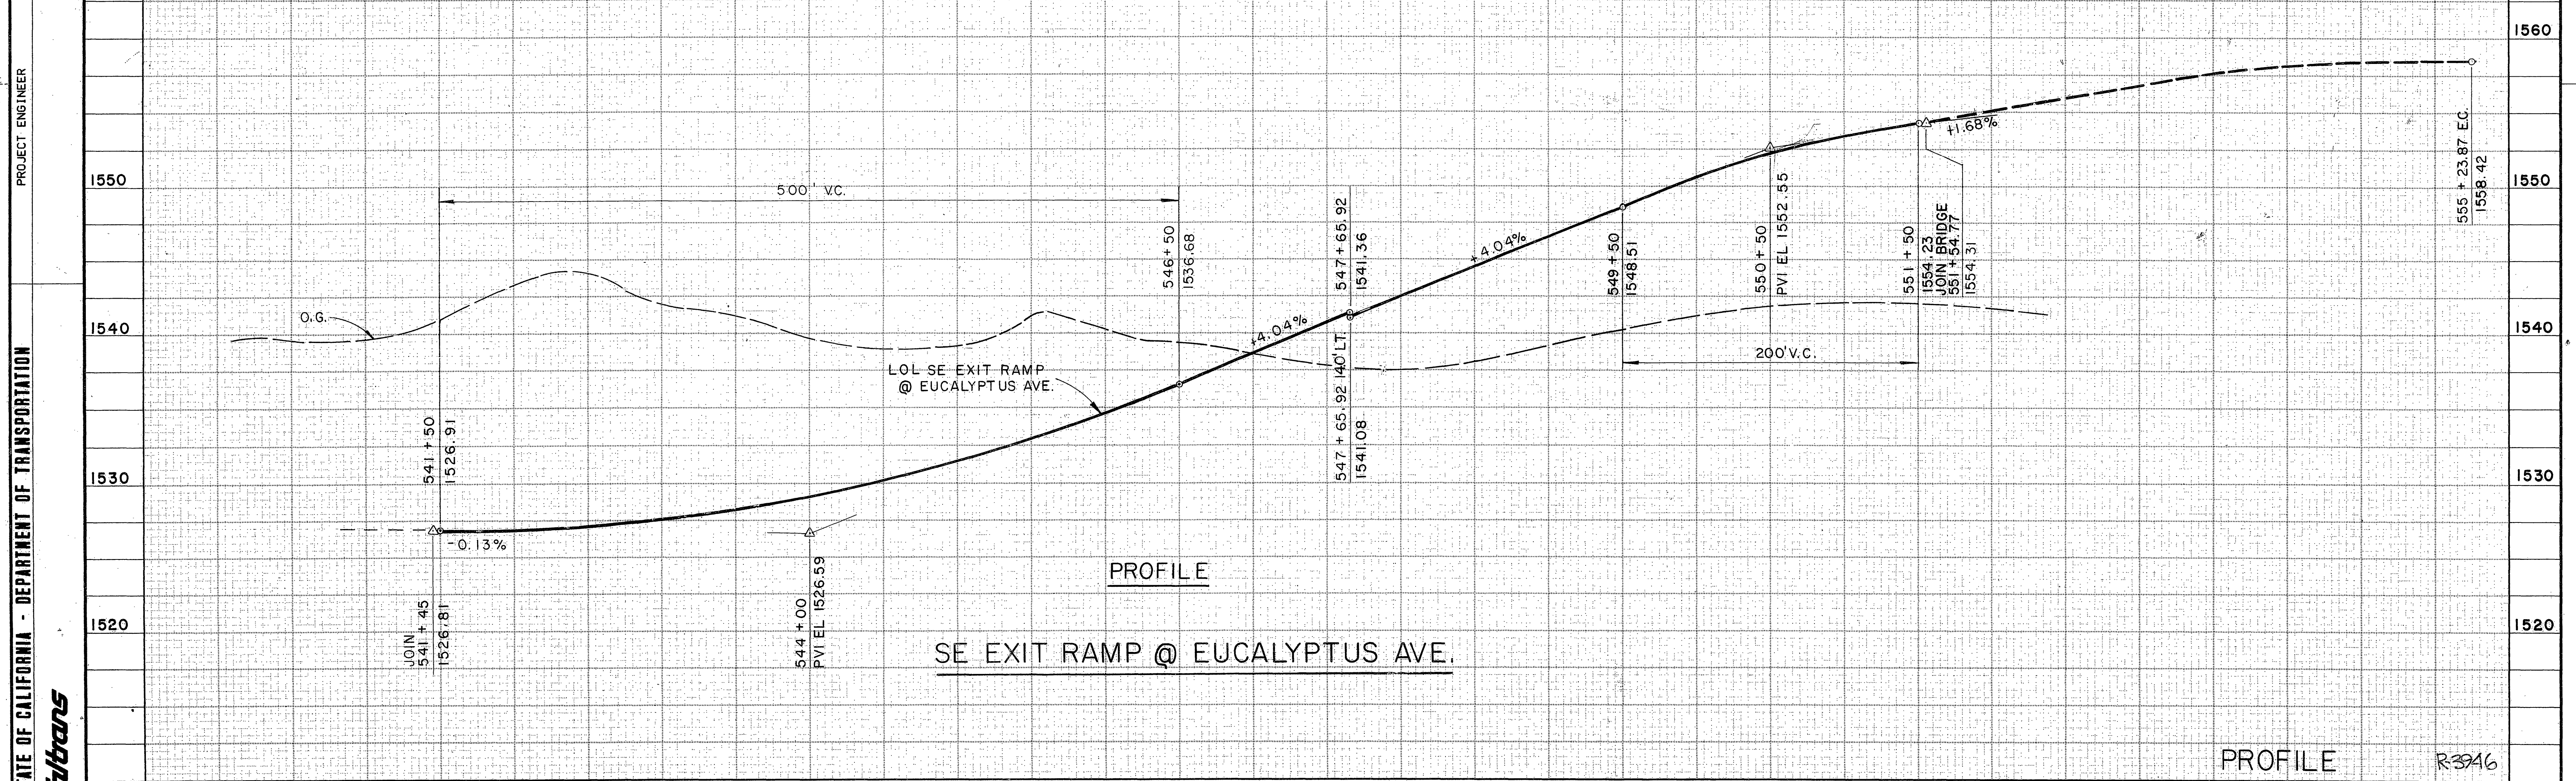 PROJECT ENGINEER
STATE OF CALIFORNIA - DEPARTMENT OF TRANSPORTATION
Caltrans
1550
1540
1530
1520
1560
1550
1540
1530
1520
O.G.
500' V.C.
541 + 50
1526.91
-0.13%
JOIN
541 + 45
1526.81
544 + 00
PVI EL 1526.59
LOL SE EXIT RAMP
@ EUCALYPTUS AVE.
546 + 50
1536.68
+4.04%
547 + 65.92
1541.36
547 + 65.92 140' LT.
1541.08
+4.04%
549 + 50
1548.51
550 + 50
PVI EL 1552.55
200' V.C.
551 + 50
1554.23
JOIN BRIDGE
551 + 54.77
1554.31
+1.68%
555 + 23.87 E.C.
1558.42
PROFILE
SE EXIT RAMP @ EUCALYPTUS AVE.
PROFILE
R-3946